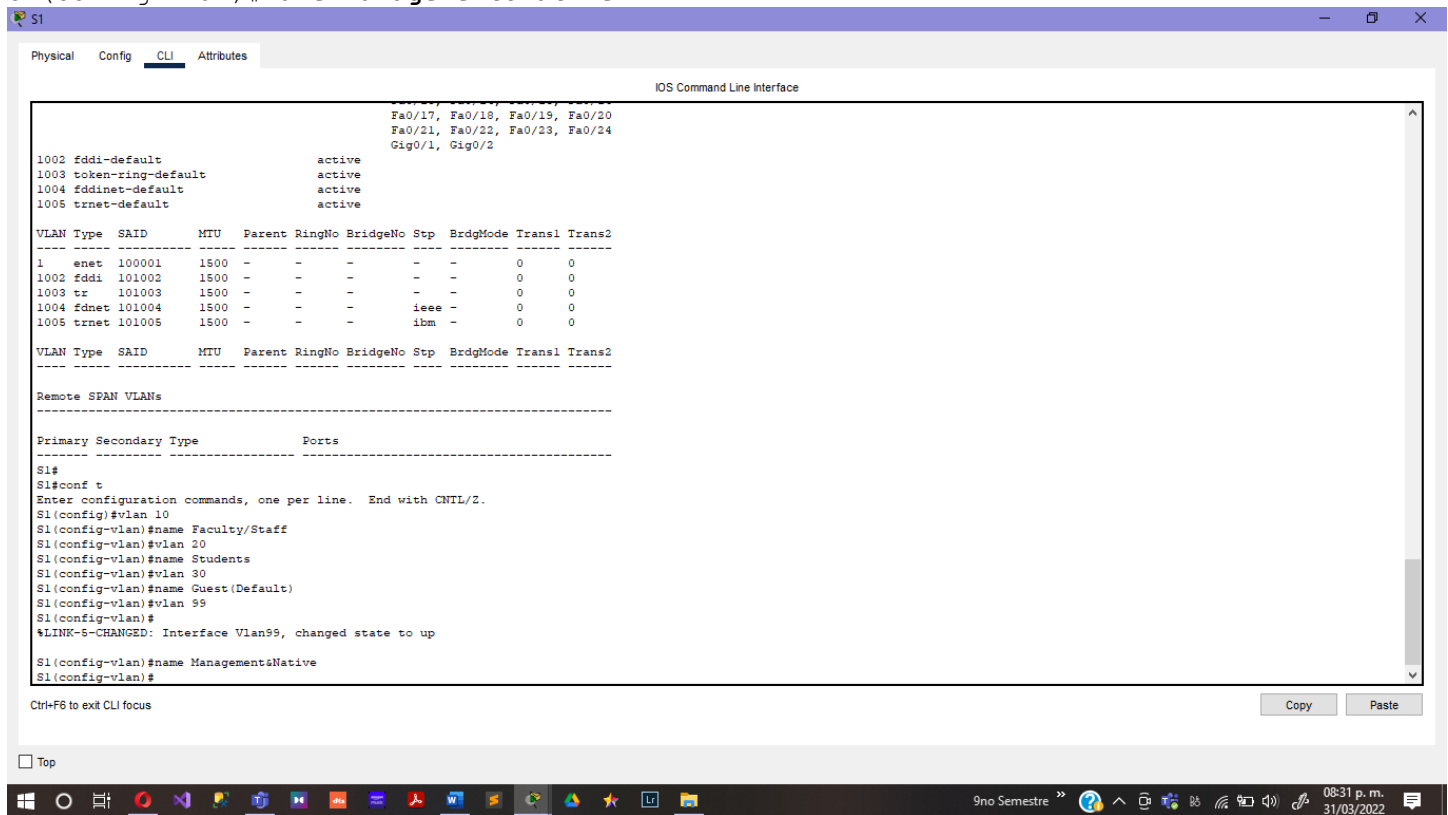 S1
Physical Config CLI Attributes
IOS Command Line Interface
Fa0/17, Fa0/18, Fa0/19, Fa0/20
Fa0/21, Fa0/22, Fa0/23, Fa0/24
Gig0/1, Gig0/2
1002 fddi-default active
1003 token-ring-default active
1004 fddinet-default active
1005 trnet-default active
VLAN Type SAID MTU Parent RingNo BridgeNo Stp BrdgMode Trans1 Trans2
---- ----- ---------- ----- ------ ------ -------- ---- -------- ------ ------
1 enet 100001 1500 - - - - - 0 0
1002 fddi 101002 1500 - - - - - 0 0
1003 tr 101003 1500 - - - - - 0 0
1004 fdnet 101004 1500 - - - ieee - 0 0
1005 trnet 101005 1500 - - - ibm - 0 0
VLAN Type SAID MTU Parent RingNo BridgeNo Stp BrdgMode Trans1 Trans2
---- ----- ---------- ----- ------ ------ -------- ---- -------- ------ ------
Remote SPAN VLANs
------------------------------------------------------------------------------
Primary Secondary Type Ports
------- --------- ----------------- ------------------------------------------
S1#
S1#conf t
Enter configuration commands, one per line. End with CNTL/Z.
S1(config)#vlan 10
S1(config-vlan)#name Faculty/Staff
S1(config-vlan)#vlan 20
S1(config-vlan)#name Students
S1(config-vlan)#vlan 30
S1(config-vlan)#name Guest(Default)
S1(config-vlan)#vlan 99
S1(config-vlan)#
%LINK-5-CHANGED: Interface Vlan99, changed state to up
S1(config-vlan)#name Management&Native
S1(config-vlan)#
Ctrl+F6 to exit CLI focus
Copy Paste
Top
9no Semestre
08:31 p. m.
31/03/2022